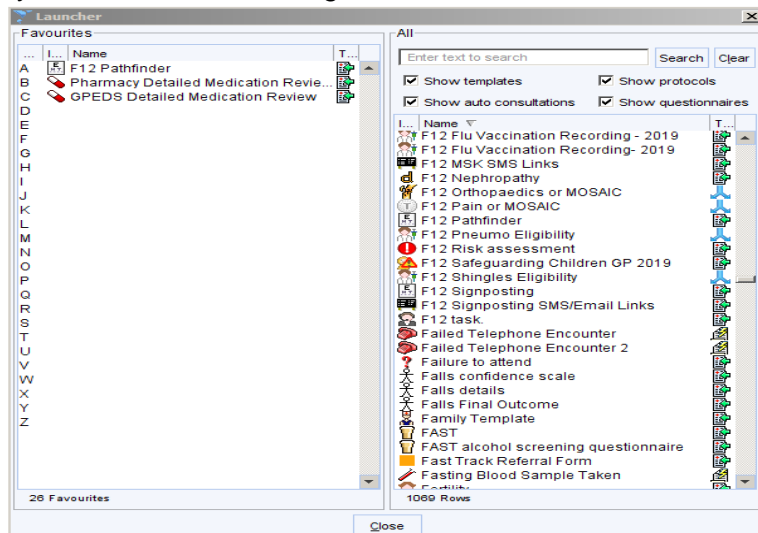 Launcher
Favourites
... I... Name T...
A F12 Pathfinder
B Pharmacy Detailed Medication Revie...
C GPEDS Detailed Medication Review
D
E
F
G
H
I
J
K
L
M
N
O
P
Q
R
S
T
U
V
W
X
Y
Z
26 Favourites
All
Enter text to search Search Clear
Show templates Show protocols
Show auto consultations Show questionnaires
I... Name T...
F12 Flu Vaccination Recording - 2019
F12 Flu Vaccination Recording- 2019
F12 MSK SMS Links
F12 Nephropathy
F12 Orthopaedics or MOSAIC
F12 Pain or MOSAIC
F12 Pathfinder
F12 Pneumo Eligibility
F12 Risk assessment
F12 Safeguarding Children GP 2019
F12 Shingles Eligibility
F12 Signposting
F12 Signposting SMS/Email Links
F12 task.
Failed Telephone Encounter
Failed Telephone Encounter 2
Failure to attend
Falls confidence scale
Falls details
Falls Final Outcome
Family Template
FAST
FAST alcohol screening questionnaire
Fast Track Referral Form
Fasting Blood Sample Taken
1069 Rows
Close